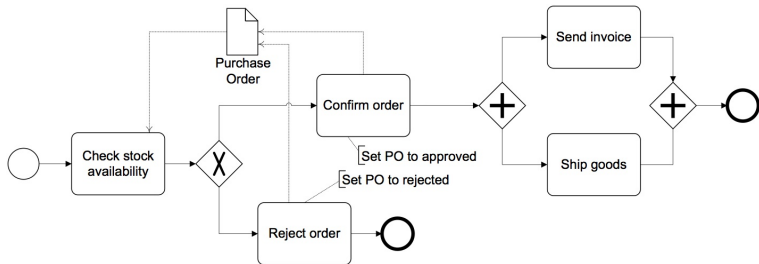 Send invoice
Purchase
Order
Confirm order
Check stock
availability
Set PO to approved
Ship goods
Set PO to rejected
Reject order